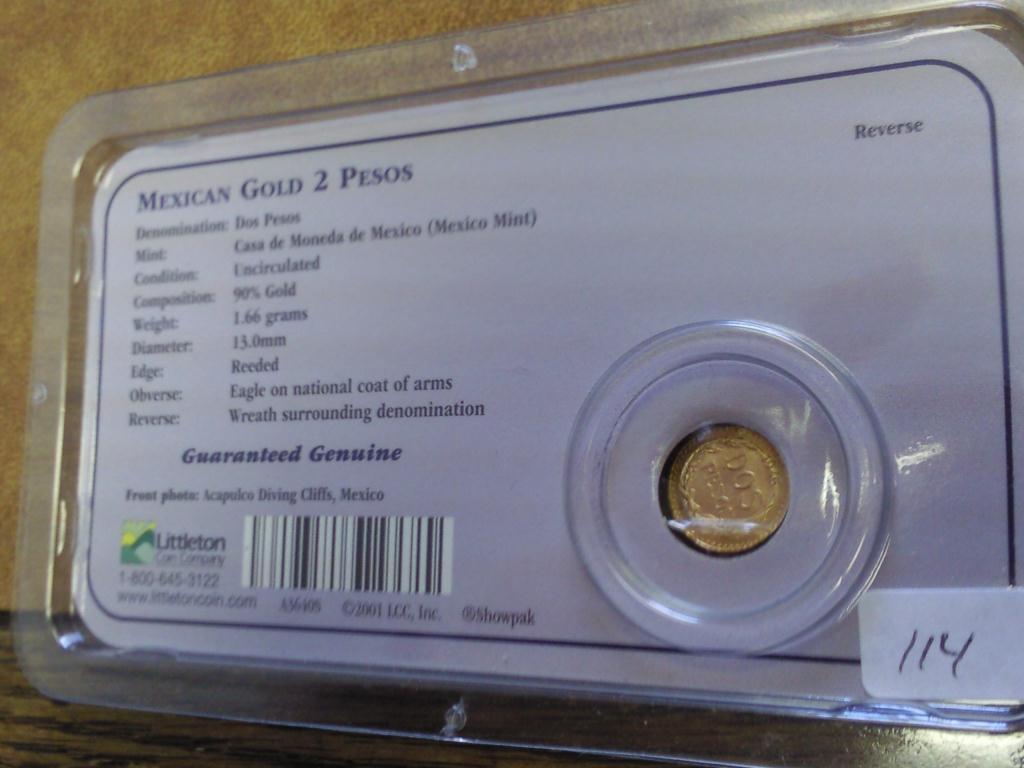 Reverse
MEXICAN GOLD 2 PESOS
Denomination: Dos Pesos
Mint: Casa de Moneda de Mexico (Mexico Mint)
Condition: Uncirculated
Composition: 90% Gold
Weight: 1.66 grams
Diameter: 13.0mm
Edge: Reeded
Obverse: Eagle on national coat of arms
Reverse: Wreath surrounding denomination
Guaranteed Genuine
Front photo: Acapulco Diving Cliffs, Mexico
Littleton
Coin Company
1-800-645-3122
www.littletoncoin.com
©2001 LCC, Inc.
®Showpak
DOS
114